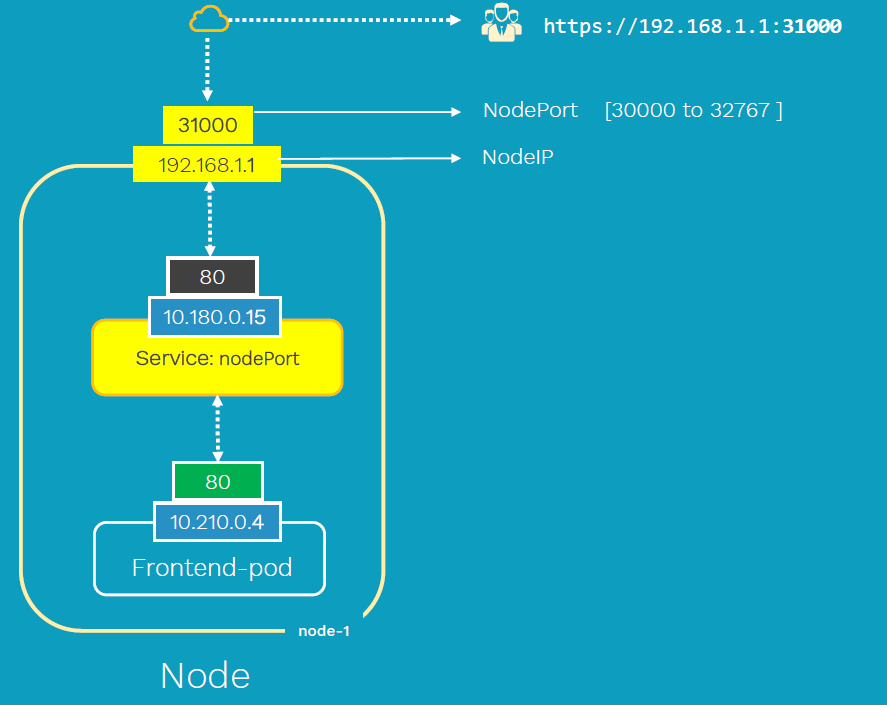 https://192.168.1.1:31000
31000
NodePort [30000 to 32767 ]
192.168.1.1
NodeIP
80
10.180.0.15
Service: nodePort
80
10.210.0.4
Frontend-pod
node-1
Node